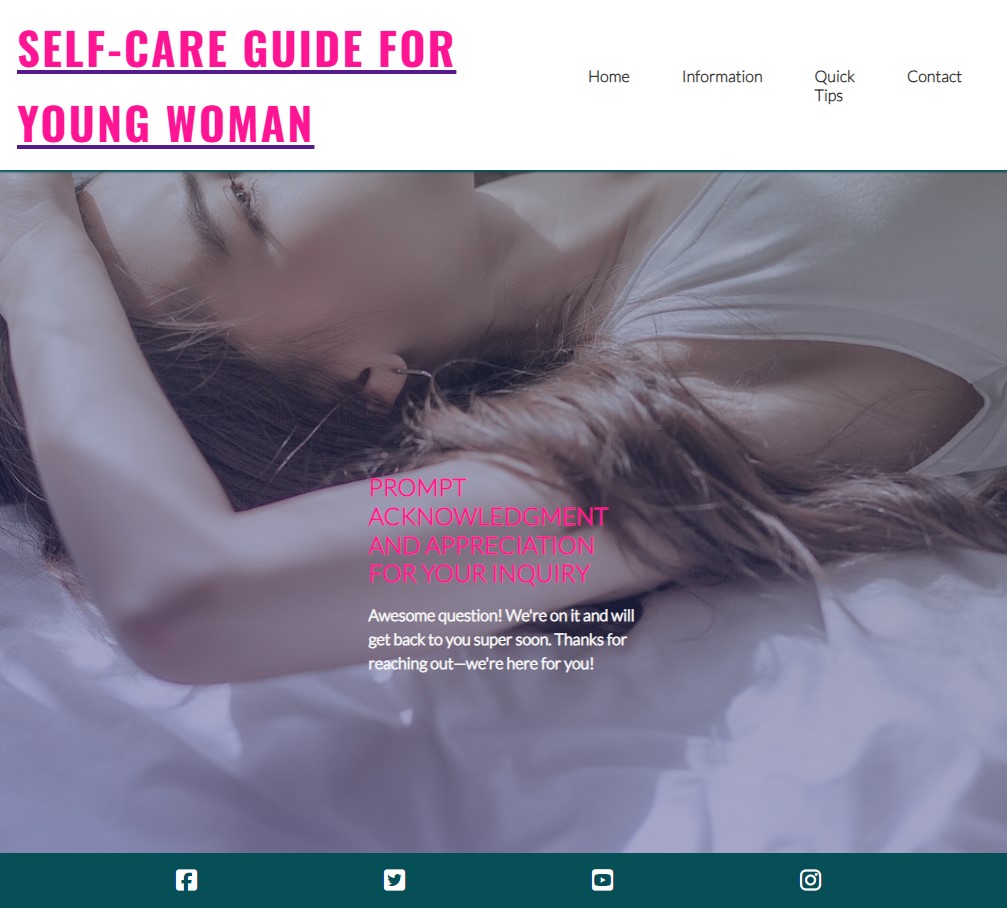 SELF-CARE GUIDE FOR
YOUNG WOMAN
Home
Information
Quick
Tips
Contact
PROMPT
ACKNOWLEDGMENT
AND APPRECIATION
FOR YOUR INQUIRY
Awesome question! We're on it and will
get back to you super soon. Thanks for
reaching out—we're here for you!